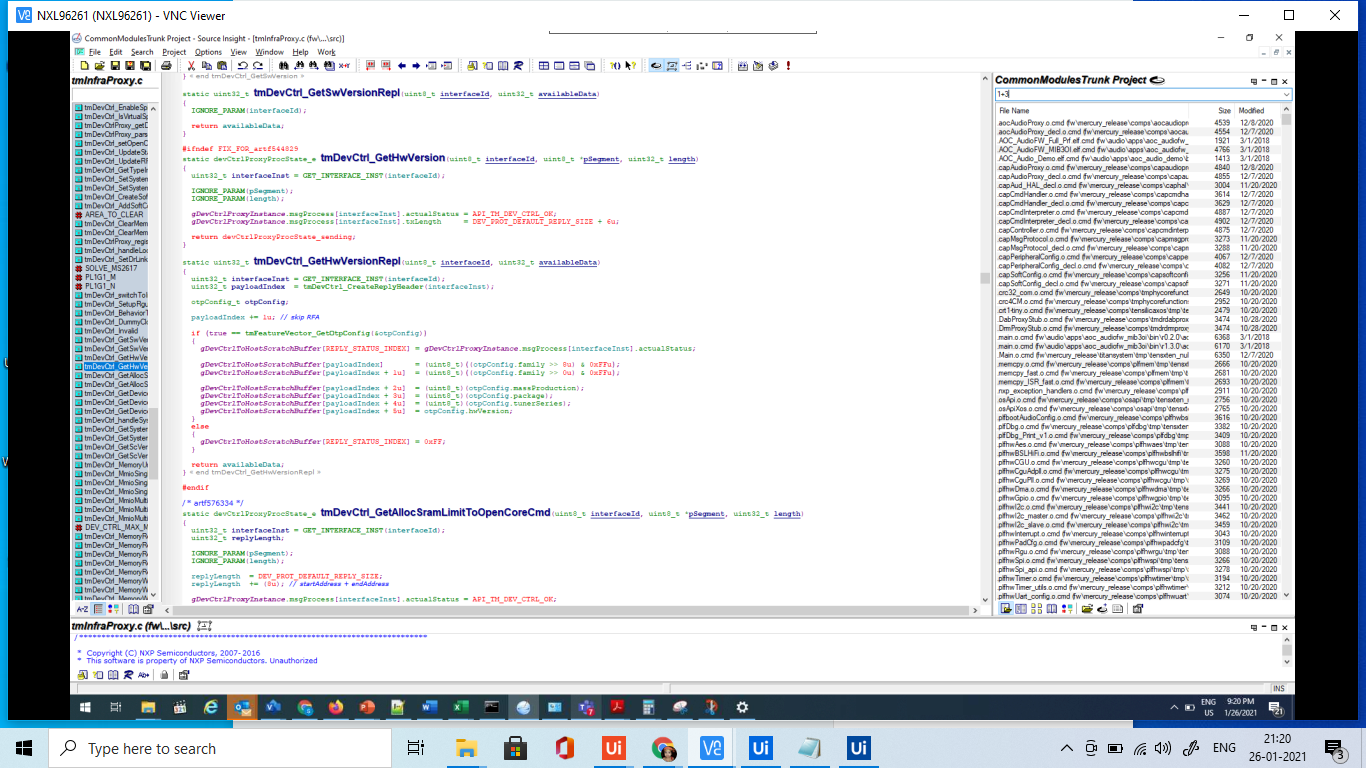 NXL96261 (NXL96261) - VNC Viewer
CommonModulesTrunk Project - Source Insight - [tmInfraProxy.c (fw\...\src)]
File Edit Search Project Options View Window Help Work
tmInfraProxy.c
tmDevCtrl_EnableSp
tmDevCtrl_IsVirtualSp
tmDevCtrlProxy_getD
tmDevCtrlProxy_pars
tmDevCtrl_setOpenC
tmDevCtrl_UpdateSt
tmDevCtrl_UpdateRF
tmDevCtrl_GetTypeIn
tmDevCtrl_SetSystem
tmDevCtrl_SetSystem
tmDevCtrl_CreateSof
tmDevCtrl_AddSoftC
AREA_TO_CLEAR
tmDevCtrl_ClearMem
tmDevCtrl_ClearMem
tmDevCtrlProxy_regis
tmDevCtrl_handleLoc
tmDevCtrl_SetDrLink
SOLVE_MS2617
PL1G1_M
PL1G1_N
tmDevCtrl_switchToI
tmDevCtrl_SetupRgu
tmDevCtrl_BehaviorT
tmDevCtrl_DummyClo
tmDevCtrl_Invalid
tmDevCtrl_GetSwVer
tmDevCtrl_GetSwVer
tmDevCtrl_GetHwVe
tmDevCtrl_GetHwVe
tmDevCtrl_GetAllocS
tmDevCtrl_GetAllocS
tmDevCtrl_GetDevic
tmDevCtrl_GetDevic
tmDevCtrl_GetDevic
tmDevCtrl_handleSys
tmDevCtrl_GetSystem
tmDevCtrl_GetSystem
tmDevCtrl_GetScVer
tmDevCtrl_GetScVer
tmDevCtrl_MemoryUn
tmDevCtrl_MmioSing
tmDevCtrl_MmioSing
tmDevCtrl_MmioSing
tmDevCtrl_MmioMulti
tmDevCtrl_MmioMulti
DEV_CTRL_MAX_M
tmDevCtrl_MemoryRe
tmDevCtrl_MemoryRe
tmDevCtrl_MemoryRe
tmDevCtrl_MemoryRe
tmDevCtrl_MemoryRe
tmDevCtrl_MemoryW
tmDevCtrl_MemoryW
} « end tmDevCtrl_GetSwVersion »
static uint32_t tmDevCtrl_GetSwVersionRepl(uint8_t interfaceId, uint32_t availableData)
{
IGNORE_PARAM(interfaceId);
return availableData;
}
#ifndef FIX_FOR_artf544829
static devCtrlProxyProcState_e tmDevCtrl_GetHwVersion(uint8_t interfaceId, uint8_t *pSegment, uint32_t length)
{
uint32_t interfaceInst = GET_INTERFACE_INST(interfaceId);
IGNORE_PARAM(pSegment);
IGNORE_PARAM(length);
gDevCtrlProxyInstance.msgProcess[interfaceInst].actualStatus = API_TM_DEV_CTRL_OK;
gDevCtrlProxyInstance.msgProcess[interfaceInst].txLength = DEV_PROT_DEFAULT_REPLY_SIZE + 6u;
return devCtrlProxyProcState_sending;
}
static uint32_t tmDevCtrl_GetHwVersionRepl(uint8_t interfaceId, uint32_t availableData)
{
uint32_t interfaceInst = GET_INTERFACE_INST(interfaceId);
uint32_t payloadIndex = tmDevCtrl_CreateReplyHeader(interfaceInst);
otpConfig_t otpConfig;
payloadIndex += 1u; // skip RFA
if (true == tmFeatureVector_GetOtpConfig(&otpConfig))
{
gDevCtrlToHostScratchBuffer[REPLY_STATUS_INDEX] = gDevCtrlProxyInstance.msgProcess[interfaceInst].actualStatus;
gDevCtrlToHostScratchBuffer[payloadIndex] = (uint8_t)((otpConfig.family >> 8u) & 0xFFu);
gDevCtrlToHostScratchBuffer[payloadIndex + 1u] = (uint8_t)((otpConfig.family >> 0u) & 0xFFu);
gDevCtrlToHostScratchBuffer[payloadIndex + 2u] = (uint8_t)(otpConfig.massProduction);
gDevCtrlToHostScratchBuffer[payloadIndex + 3u] = (uint8_t)(otpConfig.package);
gDevCtrlToHostScratchBuffer[payloadIndex + 4u] = (uint8_t)(otpConfig.tunerSeries);
gDevCtrlToHostScratchBuffer[payloadIndex + 5u] = otpConfig.hwVersion;
}
else
{
gDevCtrlToHostScratchBuffer[REPLY_STATUS_INDEX] = 0xFF;
}
return availableData;
} « end tmDevCtrl_GetHwVersionRepl »
#endif
/* artf576334 */
static devCtrlProxyProcState_e tmDevCtrl_GetAllocSramLimitToOpenCoreCmd(uint8_t interfaceId, uint8_t *pSegment, uint32_t length)
{
uint32_t interfaceInst = GET_INTERFACE_INST(interfaceId);
uint32_t replyLength;
IGNORE_PARAM(pSegment);
IGNORE_PARAM(length);
replyLength = DEV_PROT_DEFAULT_REPLY_SIZE;
replyLength += (8u); // startAddress + endAddress
gDevCtrlProxyInstance.msgProcess[interfaceInst].actualStatus = API_TM_DEV_CTRL_OK;
CommonModulesTrunk Project
1+3
File Name Size Modified
.aocAudioProxy.o.cmd (fw\mercury_release\comps\aocaudiopr 4539 12/8/2020
.aocAudioProxy_decl.o.cmd (fw\mercury_release\comps\aocau 4554 12/7/2020
.AOC_AudioFW_Full_Prf.elf.cmd (fw\audio\apps\aoc_audiofw_ 1921 3/1/2018
.AOC_AudioFW_MIB3OI.elf.cmd (fw\audio\apps\aoc_audiofw_ 4766 3/1/2018
.AOC_Audio_Demo.elf.cmd (fw\audio\apps\aoc_audio_demo\b 1413 3/1/2018
.capAudioProxy.o.cmd (fw\mercury_release\comps\capaudiopr 4840 12/8/2020
.capAudioProxy_decl.o.cmd (fw\mercury_release\comps\capau 4855 12/7/2020
.capAud_HAL_decl.o.cmd (fw\mercury_release\comps\caphal\ 3004 11/20/2020
.capCmdHandler.o.cmd (fw\mercury_release\comps\capcmdha 3614 12/7/2020
.capCmdHandler_decl.o.cmd (fw\mercury_release\comps\capc 3629 12/7/2020
.capCmdInterpreter.o.cmd (fw\mercury_release\comps\capcmd 4887 12/7/2020
.capCmdInterpreter_decl.o.cmd (fw\mercury_release\comps\ca 4902 12/7/2020
.capController.o.cmd (fw\mercury_release\comps\capcmdinterp 4875 12/7/2020
.capMsgProtocol.o.cmd (fw\mercury_release\comps\capmsgpro 3273 11/20/2020
.capMsgProtocol_decl.o.cmd (fw\mercury_release\comps\capm 3288 11/20/2020
.capPeripheralConfig.o.cmd (fw\mercury_release\comps\cappe 4067 12/7/2020
.capPeripheralConfig_decl.o.cmd (fw\mercury_release\comps\c 4082 12/7/2020
.capSoftConfig.o.cmd (fw\mercury_release\comps\capsoftconfi 3256 11/20/2020
.capSoftConfig_decl.o.cmd (fw\mercury_release\comps\capsof 3271 11/20/2020
.crc32_com.o.cmd (fw\mercury_release\comps\tmphycorefunct 2649 10/20/2020
.crc4CM.o.cmd (fw\mercury_release\comps\tmphycorefunction 2952 10/20/2020
.crt1-tiny.o.cmd (fw\mercury_release\comps\tensilicaxos\tmp\t 2479 10/20/2020
.DabProxyStub.o.cmd (fw\mercury_release\comps\tmdrdabprox 3474 10/28/2020
.DrmProxyStub.o.cmd (fw\mercury_release\comps\tmdrdrmprox 3474 10/28/2020
.main.o.cmd (fw\audio\apps\aoc_audiofw_mib3oi\bin\r0.2.0\ac 6368 3/1/2018
.main.o.cmd (fw\audio\apps\aoc_audiofw_mib3oi\bin\v1.3.0\ac 6170 3/1/2018
.Main.o.cmd (fw\mercury_release\titansystem\tmp\tensxten_nul 6350 12/7/2020
.memcpy.o.cmd (fw\mercury_release\comps\plfmem\tmp\tensx 2666 10/20/2020
.memcpy_fast.o.cmd (fw\mercury_release\comps\plfmem\tmp\t 2681 10/20/2020
.memcpy_ISR_fast.o.cmd (fw\mercury_release\comps\plfmem\ 2693 10/20/2020
.nxp_exception_handlers.o.cmd (fw\mercury_release\comps\ten 2911 10/20/2020
.osApi.o.cmd (fw\mercury_release\comps\osapi\tmp\tensxten_ 2756 10/20/2020
.osApiXos.o.cmd (fw\mercury_release\comps\osapi\tmp\tensxt 2765 10/20/2020
.plfbootAudioConfig.o.cmd (fw\mercury_release\comps\plfhwbs 3616 10/20/2020
.plfDbg.o.cmd (fw\mercury_release\comps\plfdbg\tmp\tensxten 3382 10/20/2020
.plfDbg_Print_v1.o.cmd (fw\mercury_release\comps\plfdbg\tmp 3409 10/20/2020
.plfhwAes.o.cmd (fw\mercury_release\comps\plfhwaes\tmp\ten 3088 10/20/2020
.plfhwBSLHiFi.o.cmd (fw\mercury_release\comps\plfhwbslhifi\t 3598 11/20/2020
.plfhwCGU.o.cmd (fw\mercury_release\comps\plfhwcgu\tmp\te 3260 10/20/2020
.plfhwCguAdpll.o.cmd (fw\mercury_release\comps\plfhwcgu\tm 3275 10/20/2020
.plfhwCguPll.o.cmd (fw\mercury_release\comps\plfhwcgu\tmp\ 3269 10/20/2020
.plfhwDma.o.cmd (fw\mercury_release\comps\plfhwdma\tmp\te 3266 10/20/2020
.plfhwGpio.o.cmd (fw\mercury_release\comps\plfhwgpio\tmp\te 3095 10/20/2020
.plfhwI2c.o.cmd (fw\mercury_release\comps\plfhwi2c\tmp\tens 3441 10/20/2020
.plfhwI2c_master.o.cmd (fw\mercury_release\comps\plfhwi2c\t 3462 10/20/2020
.plfhwI2c_slave.o.cmd (fw\mercury_release\comps\plfhwi2c\tm 3459 10/20/2020
.plfhwInterrupt.o.cmd (fw\mercury_release\comps\plfhwinterrupt 3043 10/20/2020
.plfhwPadCfg.o.cmd (fw\mercury_release\comps\plfhwpadcfg\t 3109 10/20/2020
.plfhwRgu.o.cmd (fw\mercury_release\comps\plfhwrgu\tmp\ten 3088 10/20/2020
.plfhwSpi.o.cmd (fw\mercury_release\comps\plfhwspi\tmp\tens 3266 10/20/2020
.plfhwSpi_api.o.cmd (fw\mercury_release\comps\plfhwspi\tmp\ 3278 10/20/2020
.plfhwTimer.o.cmd (fw\mercury_release\comps\plfhwtimer\tmp\ 3194 10/20/2020
.plfhwTimer_utils.o.cmd (fw\mercury_release\comps\plfhwtimer\ 3212 10/20/2020
.plfhwUart_config.o.cmd (fw\mercury_release\comps\plfhwuart\ 3074 10/20/2020
A-Z
tmInfraProxy.c (fw\...\src)
/******************************************************************************
* Copyright (C) NXP Semiconductors, 2007-2016
* This software is property of NXP Semiconductors. Unauthorized
INS
ENG
US
9:20 PM
1/26/2021
21
Type here to search
ENG
21:20
26-01-2021
3